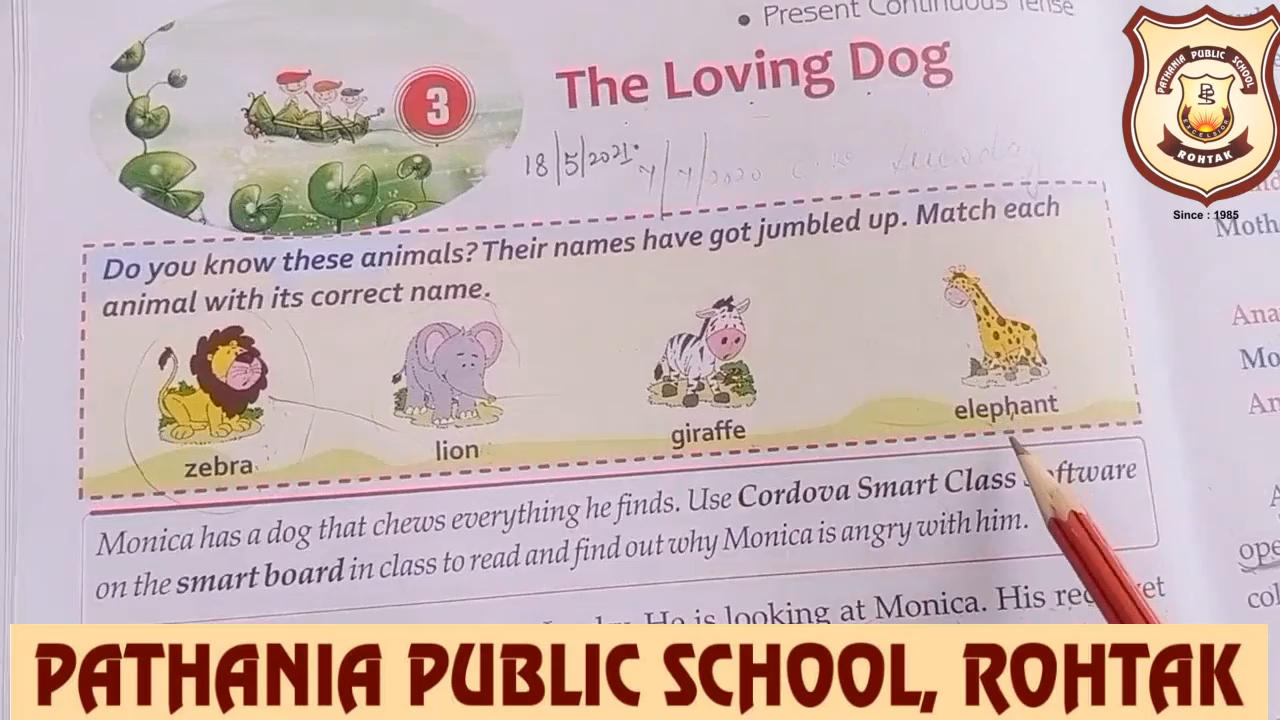 • Present Continuous Tense
3
The Loving Dog
18/5/2021
Do you know these animals? Their names have got jumbled up. Match each
animal with its correct name.
zebra
lion
giraffe
elephant
Monica has a dog that chews everything he finds. Use Cordova Smart Class Software
on the smart board in class to read and find out why Monica is angry with him.
He is looking at Monica. His
PATHANIA PUBLIC SCHOOL
EXCELSIOR
ROHTAK
Since : 1985
Moth
Ana
Mo
An
ope
col
PATHANIA PUBLIC SCHOOL, ROHTAK